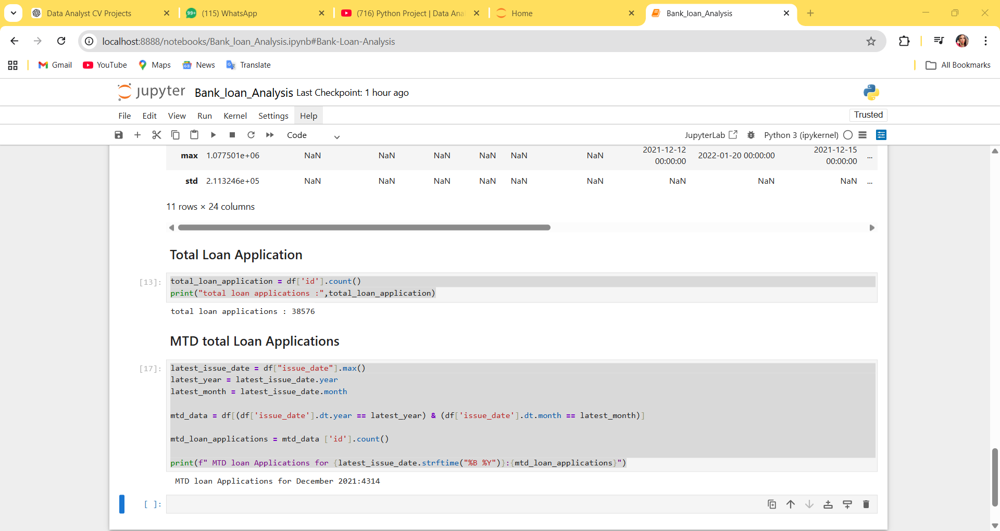 Data Analyst CV Projects
99+ (115) WhatsApp
(716) Python Project | Data Ana
Home
Bank_loan_Analysis
localhost:8888/notebooks/Bank_loan_Analysis.ipynb#Bank-Loan-Analysis
Gmail YouTube Maps News Translate All Bookmarks
jupyter Bank_loan_Analysis Last Checkpoint: 1 hour ago
File Edit View Run Kernel Settings Help Trusted
Code JupyterLab Python 3 (ipykernel)
max 1.077501e+06 NaN NaN NaN NaN NaN NaN 2021-12-12 00:00:00 2022-01-20 00:00:00 2021-12-15 00:00:00 ...
std 2.113246e+05 NaN NaN NaN NaN NaN NaN NaN NaN NaN ...
11 rows × 24 columns
Total Loan Application
[13]: total_loan_application = df['id'].count()
print("total loan applications :",total_loan_application)
total loan applications : 38576
MTD total Loan Applications
[17]: latest_issue_date = df["issue_date"].max()
latest_year = latest_issue_date.year
latest_month = latest_issue_date.month
mtd_data = df[(df['issue_date'].dt.year == latest_year) & (df['issue_date'].dt.month == latest_month)]
mtd_loan_applications = mtd_data ['id'].count()
print(f" MTD loan Applications for {latest_issue_date.strftime("%B %Y")}:{mtd_loan_applications}")
MTD loan Applications for December 2021:4314
[ ]: